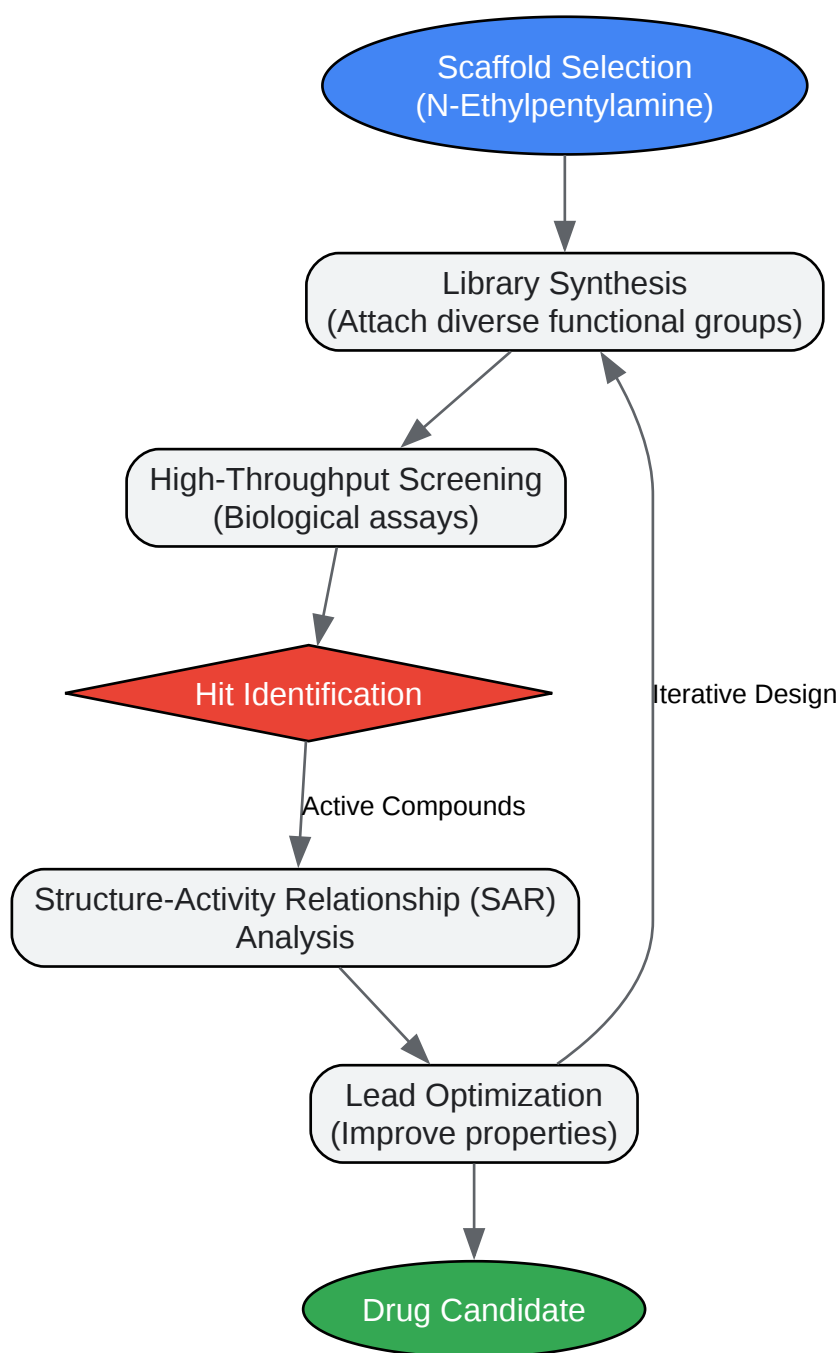 Scaffold Selection
(N-Ethylpentylamine)
Library Synthesis
(Attach diverse functional groups)
High-Throughput Screening
(Biological assays)
Hit Identification
Iterative Design
Active Compounds
Structure-Activity Relationship (SAR)
Analysis
Lead Optimization
(Improve properties)
Drug Candidate